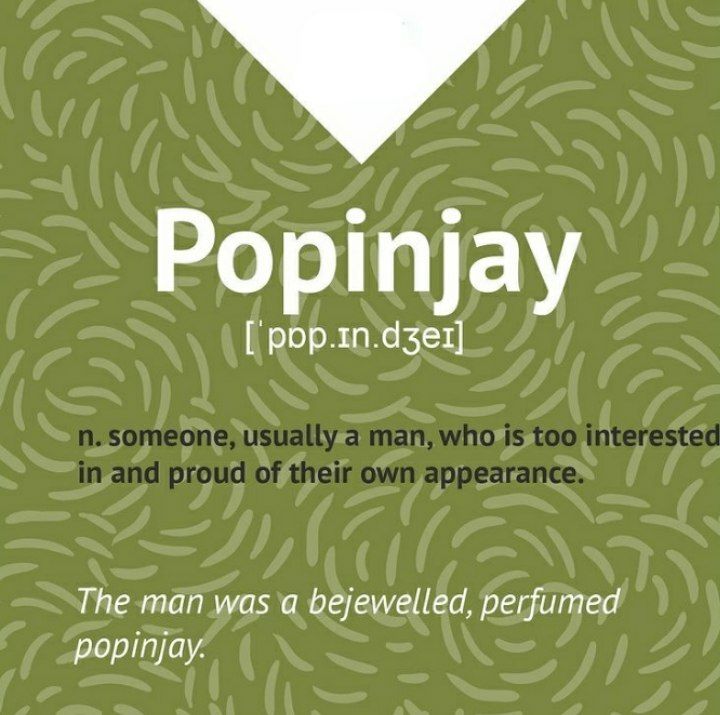 Popinjay
[ˈpɒp.ɪn.dʒeɪ]
n. someone, usually a man, who is too interested
in and proud of their own appearance.
The man was a bejewelled, perfumed
popinjay.